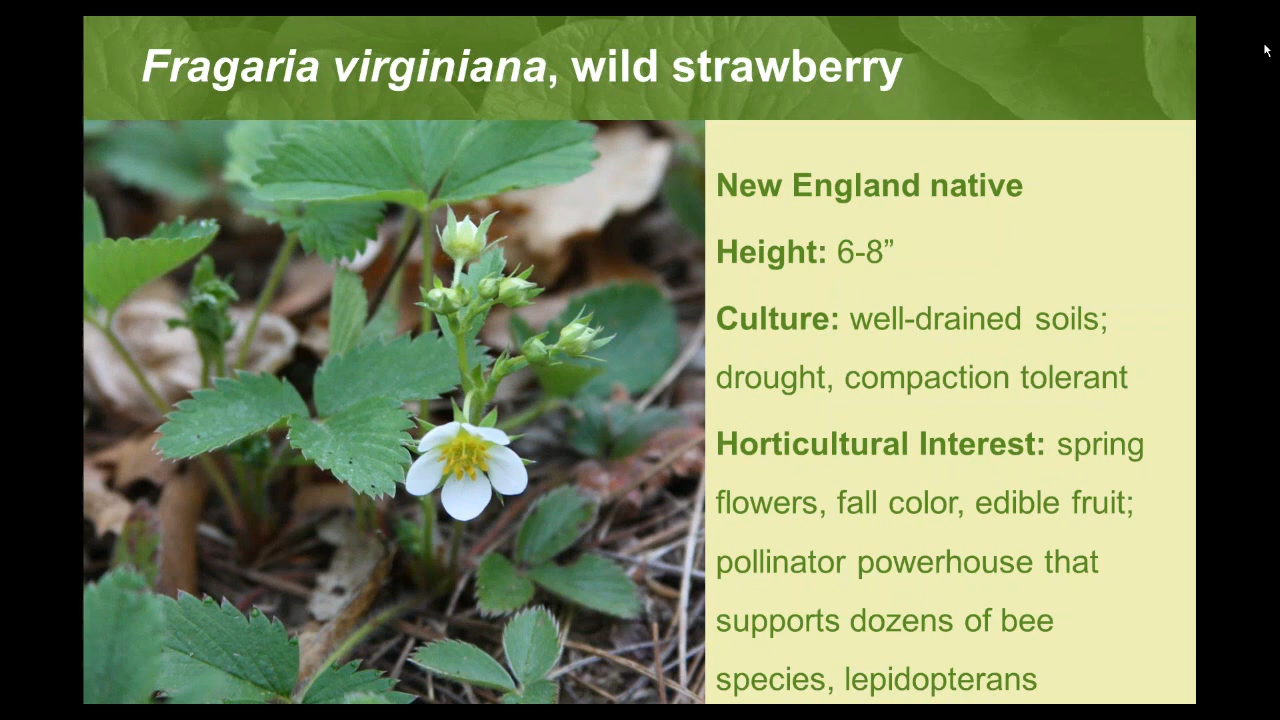 Fragaria virginiana, wild strawberry
New England native
Height: 6-8”
Culture: well-drained soils;
drought, compaction tolerant
Horticultural Interest: spring
flowers, fall color, edible fruit;
pollinator powerhouse that
supports dozens of bee
species, lepidopterans